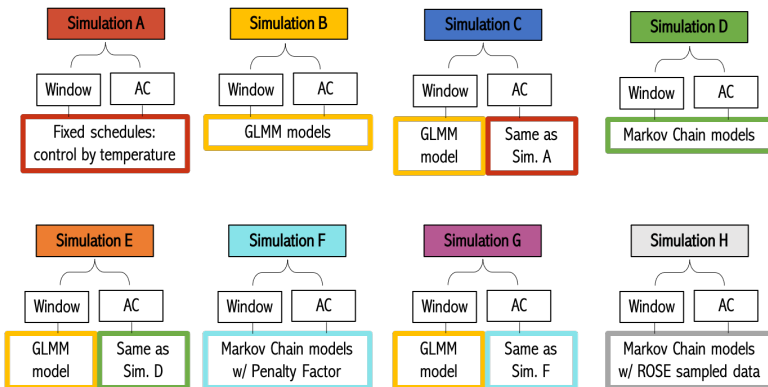 Simulation A
Window
AC
Fixed schedules:
control by temperature
Simulation B
Window
AC
GLMM models
Simulation C
Window
AC
GLMM
model
Same as
Sim. A
Simulation D
Window
AC
Markov Chain models
Simulation E
Window
AC
GLMM
model
Same as
Sim. D
Simulation F
Window
AC
Markov Chain models
w/ Penalty Factor
Simulation G
Window
AC
GLMM
model
Same as
Sim. F
Simulation H
Window
AC
Markov Chain models
w/ ROSE sampled data